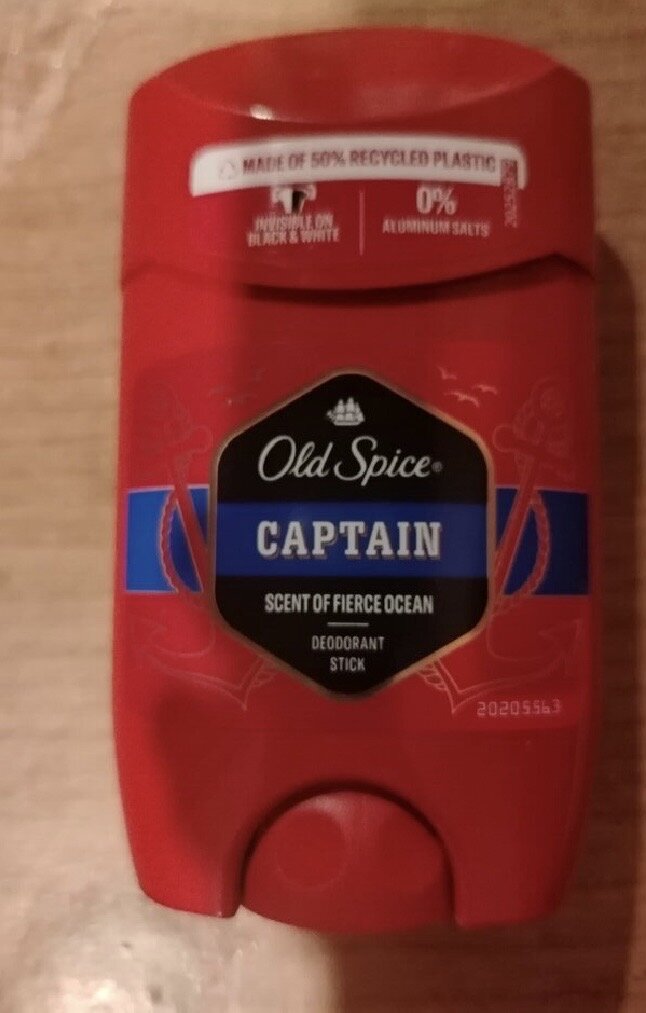 MADE OF 50% RECYCLED PLASTIC
INVISIBLE ON
BLACK & WHITE
0%
ALUMINUM SALTS
Old Spice®
CAPTAIN
SCENT OF FIERCE OCEAN
DEODORANT
STICK
20205563